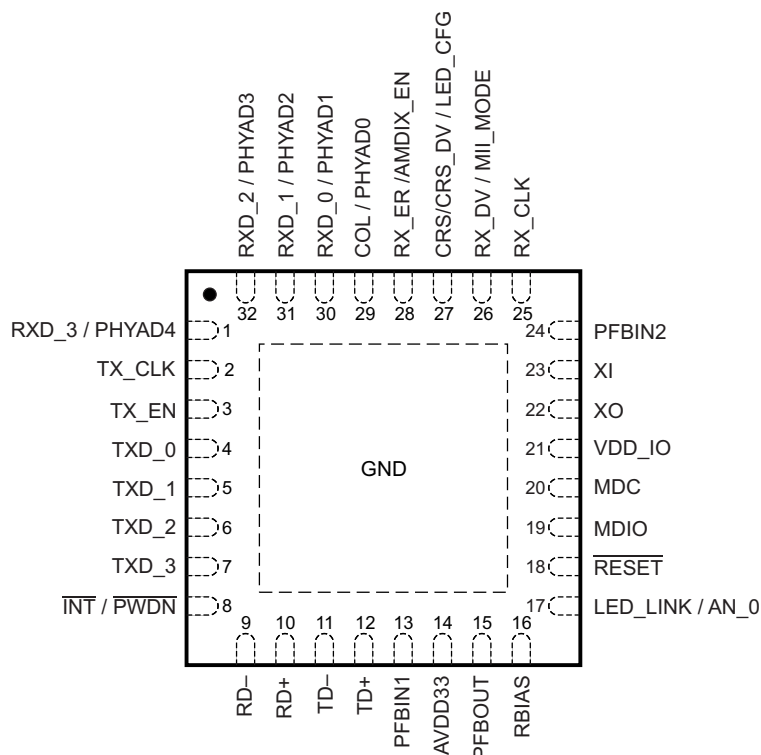 RXD_2 / PHYAD3
RXD_1 / PHYAD2
RXD_0 / PHYAD1
COL / PHYAD0
RX_ER /AMDIX_EN
CRS/CRS_DV / LED_CFG
RX_DV / MII_MODE
RX_CLK
32
31
30
29
28
27
26
25
RXD_3 / PHYAD4 1
TX_CLK 2
TX_EN 3
TXD_0 4
TXD_1 5
TXD_2 6
TXD_3 7
INT / PWDN 8
GND
24 PFBIN2
23 XI
22 XO
21 VDD_IO
20 MDC
19 MDIO
18 RESET
17 LED_LINK / AN_0
9
10
11
12
13
14
15
16
RD–
RD+
TD–
TD+
PFBIN1
AVDD33
PFBOUT
RBIAS